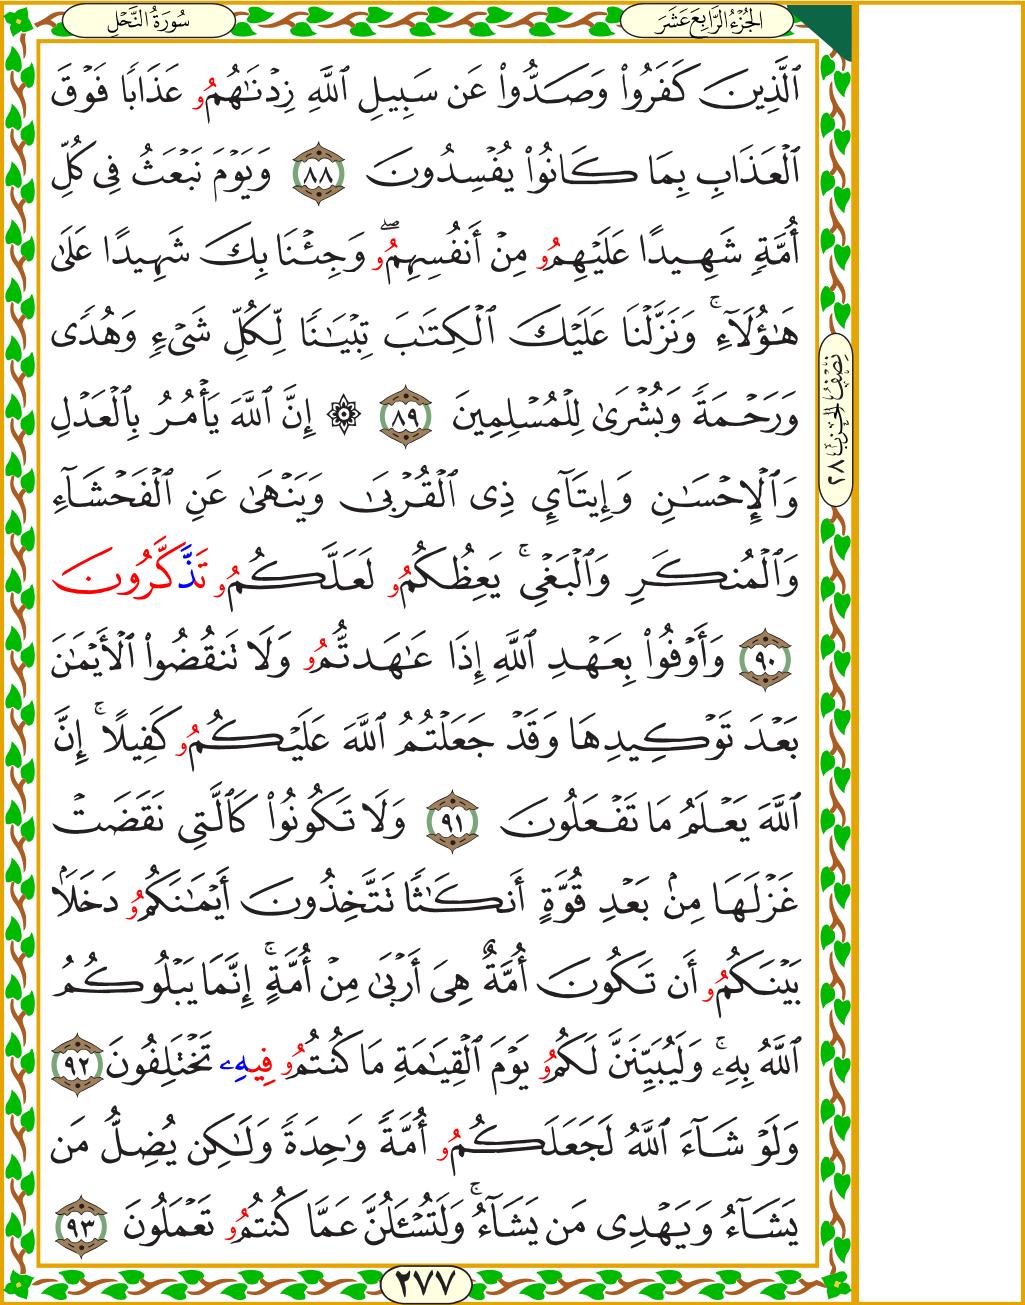 سُورَةُ النَّحْلِ
الجُزْءُ الرَّابِعَ عَشَرَ
ٱلَّذِينَ كَفَرُوا۟ وَصَدُّوا۟ عَن سَبِيلِ ٱللَّهِ زِدْنَٰهُمُۥ عَذَابًا فَوْقَ
ٱلْعَذَابِ بِمَا كَانُوا۟ يُفْسِدُونَ ٨٨ وَيَوْمَ نَبْعَثُ فِى كُلِّ
أُمَّةٍ شَهِيدًا عَلَيْهِمُۥ مِنْ أَنفُسِهِمُۥۖ وَجِئْنَا بِكَ شَهِيدًا عَلَىٰ
هَٰٓؤُلَآءِۚ وَنَزَّلْنَا عَلَيْكَ ٱلْكِتَٰبَ تِبْيَٰنًا لِّكُلِّ شَىْءٍ وَهُدًى
وَرَحْمَةً وَبُشْرَىٰ لِلْمُسْلِمِينَ ٨٩ ۞ إِنَّ ٱللَّهَ يَأْمُرُ بِٱلْعَدْلِ
وَٱلْإِحْسَٰنِ وَإِيتَآئِ ذِى ٱلْقُرْبَىٰ وَيَنْهَىٰ عَنِ ٱلْفَحْشَآءِ
وَٱلْمُنكَرِ وَٱلْبَغْىِۚ يَعِظُكُمُۥ لَعَلَّكُمُۥ تَذَّكَّرُونَ
٩٠ وَأَوْفُوا۟ بِعَهْدِ ٱللَّهِ إِذَا عَٰهَدتُّمُۥ وَلَا تَنقُضُوا۟ ٱلْأَيْمَٰنَ
بَعْدَ تَوْكِيدِهَا وَقَدْ جَعَلْتُمُ ٱللَّهَ عَلَيْكُمُۥ كَفِيلًاۚ إِنَّ
ٱللَّهَ يَعْلَمُ مَا تَفْعَلُونَ ٩١ وَلَا تَكُونُوا۟ كَٱلَّتِى نَقَضَتْ
غَزْلَهَا مِنۢ بَعْدِ قُوَّةٍ أَنكَٰثًا تَتَّخِذُونَ أَيْمَٰنَكُمُۥ دَخَلًۢا
بَيْنَكُمُۥ أَن تَكُونَ أُمَّةٌ هِىَ أَرْبَىٰ مِنْ أُمَّةٍۚ إِنَّمَا يَبْلُوكُمُ
ٱللَّهُ بِهِۦۚ وَلَيُبَيِّنَنَّ لَكُمُۥ يَوْمَ ٱلْقِيَٰمَةِ مَا كُنتُمُۥ فِيهِۦ تَخْتَلِفُونَ ٩٢
وَلَوْ شَآءَ ٱللَّهُ لَجَعَلَكُمُۥ أُمَّةً وَٰحِدَةً وَلَٰكِن يُضِلُّ مَن
يَشَآءُ وَيَهْدِى مَن يَشَآءُۚ وَلَتُسْـَٔلُنَّ عَمَّا كُنتُمُۥ تَعْمَلُونَ ٩٣
نِصْفُ الْحِزْبِ ٢٨
٢٧٧